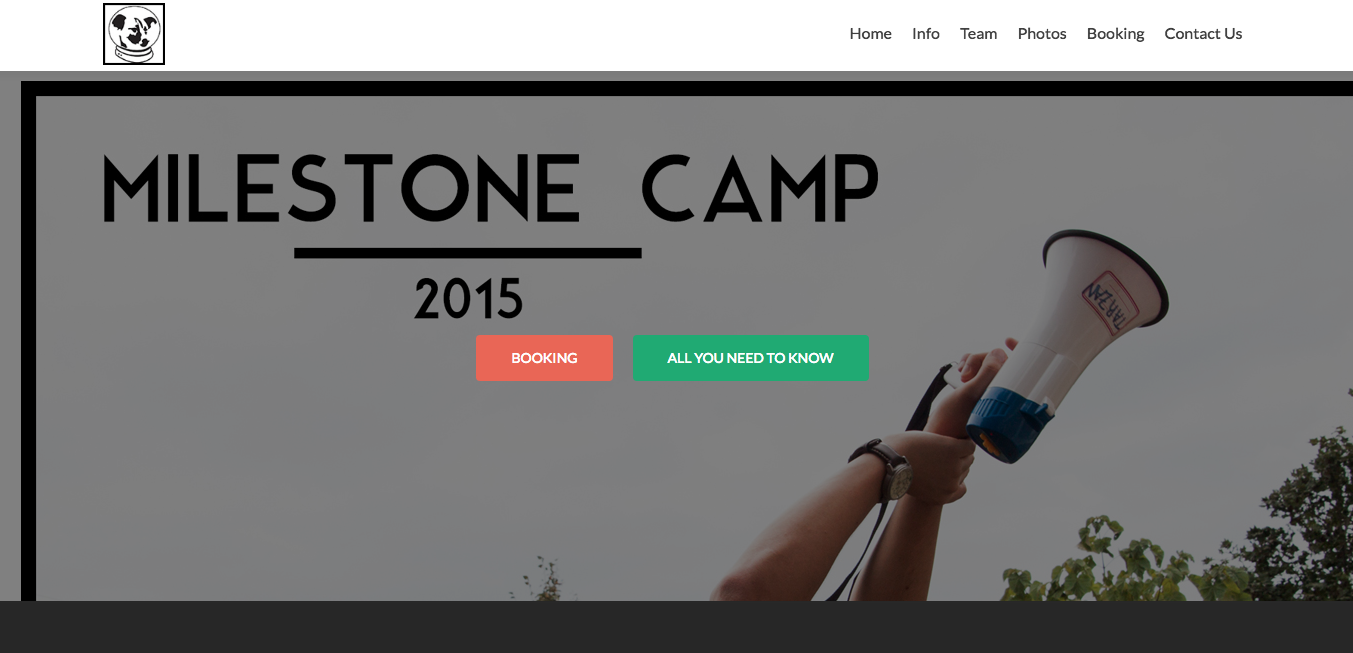 Home Info Team Photos Booking Contact Us
MILESTONE CAMP
2015
TARZAN
BOOKING ALL YOU NEED TO KNOW